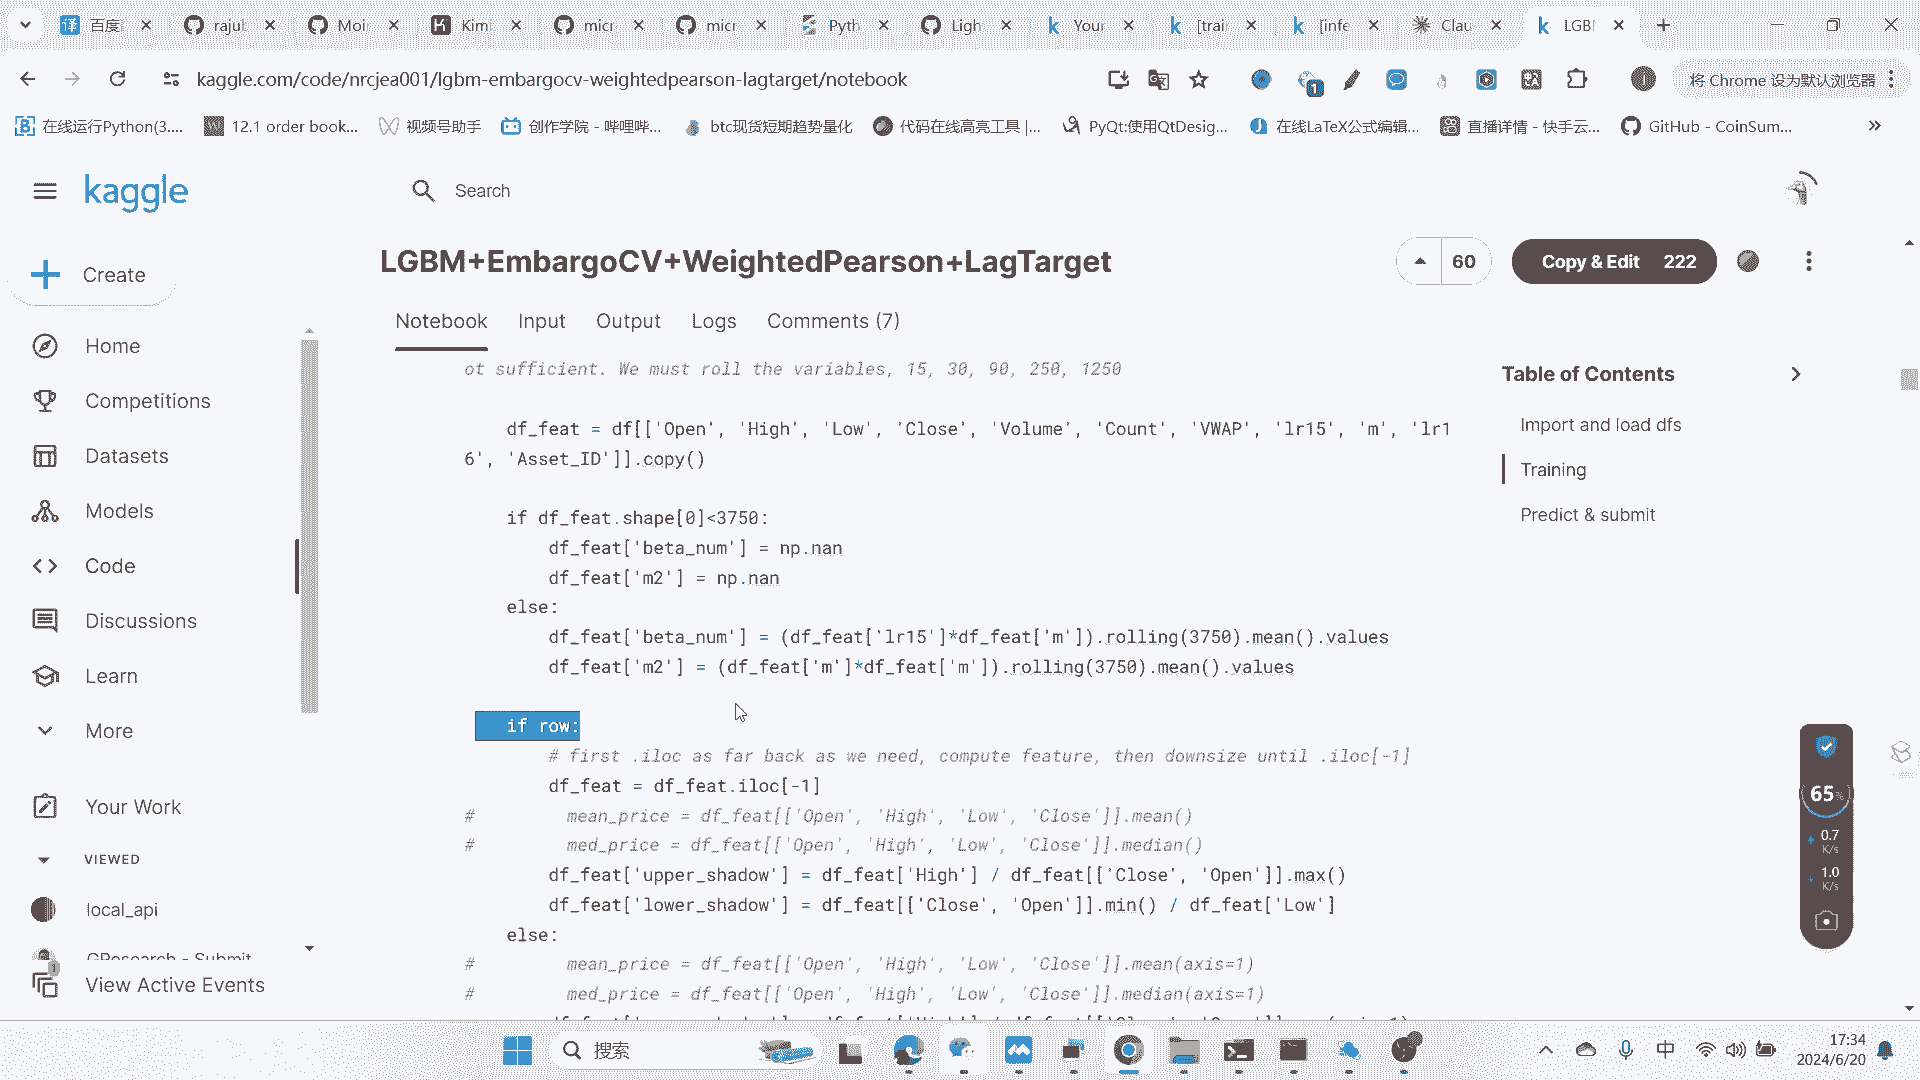 百度
rajul
Moir
Kimi
micr
micr
Pyth
Ligh
Your
[trai
[infe
Clau
LGB
kaggle.com/code/nrcjea001/lgbm-embargocv-weightedpearson-lagtarget/notebook
1
将 Chrome 设为默认浏览器
在线运行Python(3....
12.1 order book...
视频号助手
创作学院 - 哔哩哔...
btc现货短期趋势量化
代码在线高亮工具 |...
PyQt:使用QtDesig...
在线LaTeX公式编辑...
直播详情 - 快手云...
GitHub - CoinSum...
kaggle
Search
Create
Home
Competitions
Datasets
Models
Code
Discussions
Learn
More
Your Work
VIEWED
local_api
GResearch - Submit
1
View Active Events
LGBM+EmbargoCV+WeightedPearson+LagTarget
60
Copy & Edit 222
Notebook
Input
Output
Logs
Comments (7)
ot sufficient. We must roll the variables, 15, 30, 90, 250, 1250
df_feat = df[['Open', 'High', 'Low', 'Close', 'Volume', 'Count', 'VWAP', 'lr15', 'm', 'lr1
6', 'Asset_ID']].copy()
if df_feat.shape[0]<3750:
df_feat['beta_num'] = np.nan
df_feat['m2'] = np.nan
else:
df_feat['beta_num'] = (df_feat['lr15']*df_feat['m']).rolling(3750).mean().values
df_feat['m2'] = (df_feat['m']*df_feat['m']).rolling(3750).mean().values
if row:
# first .iloc as far back as we need, compute feature, then downsize until .iloc[-1]
df_feat = df_feat.iloc[-1]
# mean_price = df_feat[['Open', 'High', 'Low', 'Close']].mean()
# med_price = df_feat[['Open', 'High', 'Low', 'Close']].median()
df_feat['upper_shadow'] = df_feat['High'] / df_feat[['Close', 'Open']].max()
df_feat['lower_shadow'] = df_feat[['Close', 'Open']].min() / df_feat['Low']
else:
# mean_price = df_feat[['Open', 'High', 'Low', 'Close']].mean(axis=1)
# med_price = df_feat[['Open', 'High', 'Low', 'Close']].median(axis=1)
Table of Contents
Import and load dfs
Training
Predict & submit
65%
0.7
K/s
1.0
K/s
搜索
中
17:34
2024/6/20